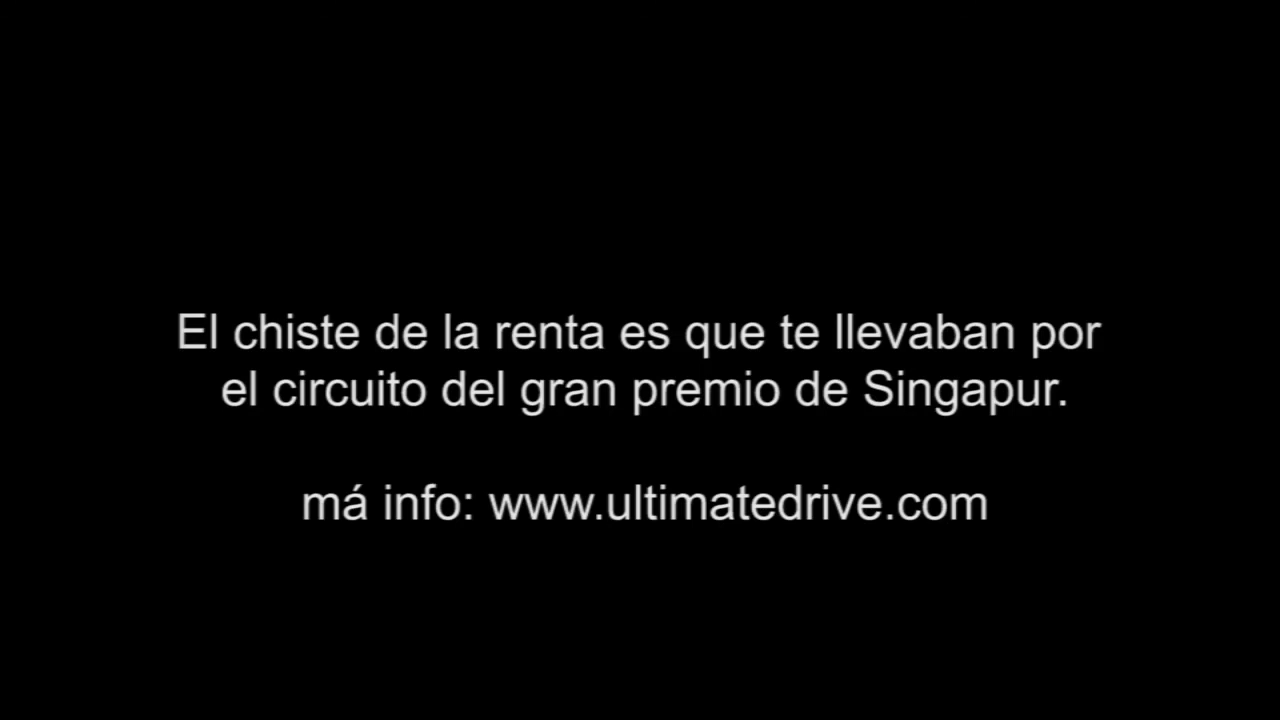 El chiste de la renta es que te llevaban por
el circuito del gran premio de Singapur.
má info: www.ultimatedrive.com